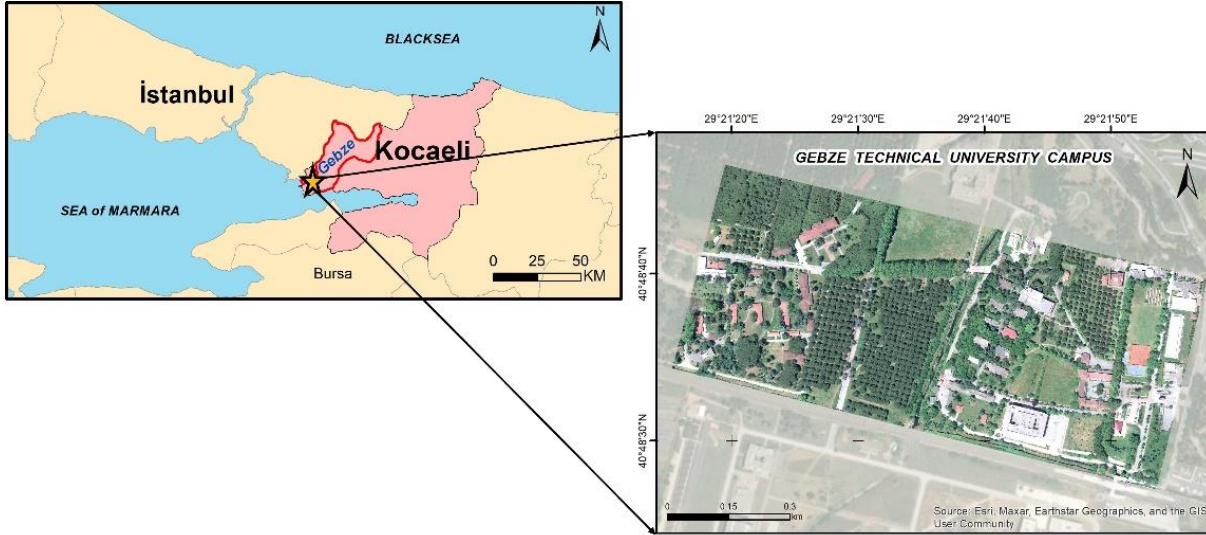 BLACKSEA
N
İstanbul
Gebze
Kocaeli
SEA of MARMARA
Bursa
0 25 50
KM
29°21'20" 29°21'30" 29°21'40" 29°21'50"
GEBZE TECHNICAL UNIVERSITY CAMPUS
N
40°48'40"N
40°48'30"N
0 0.15 0.3
km
Source: Esri, Maxar, Earthstar Geographics, and the GIS
User Community